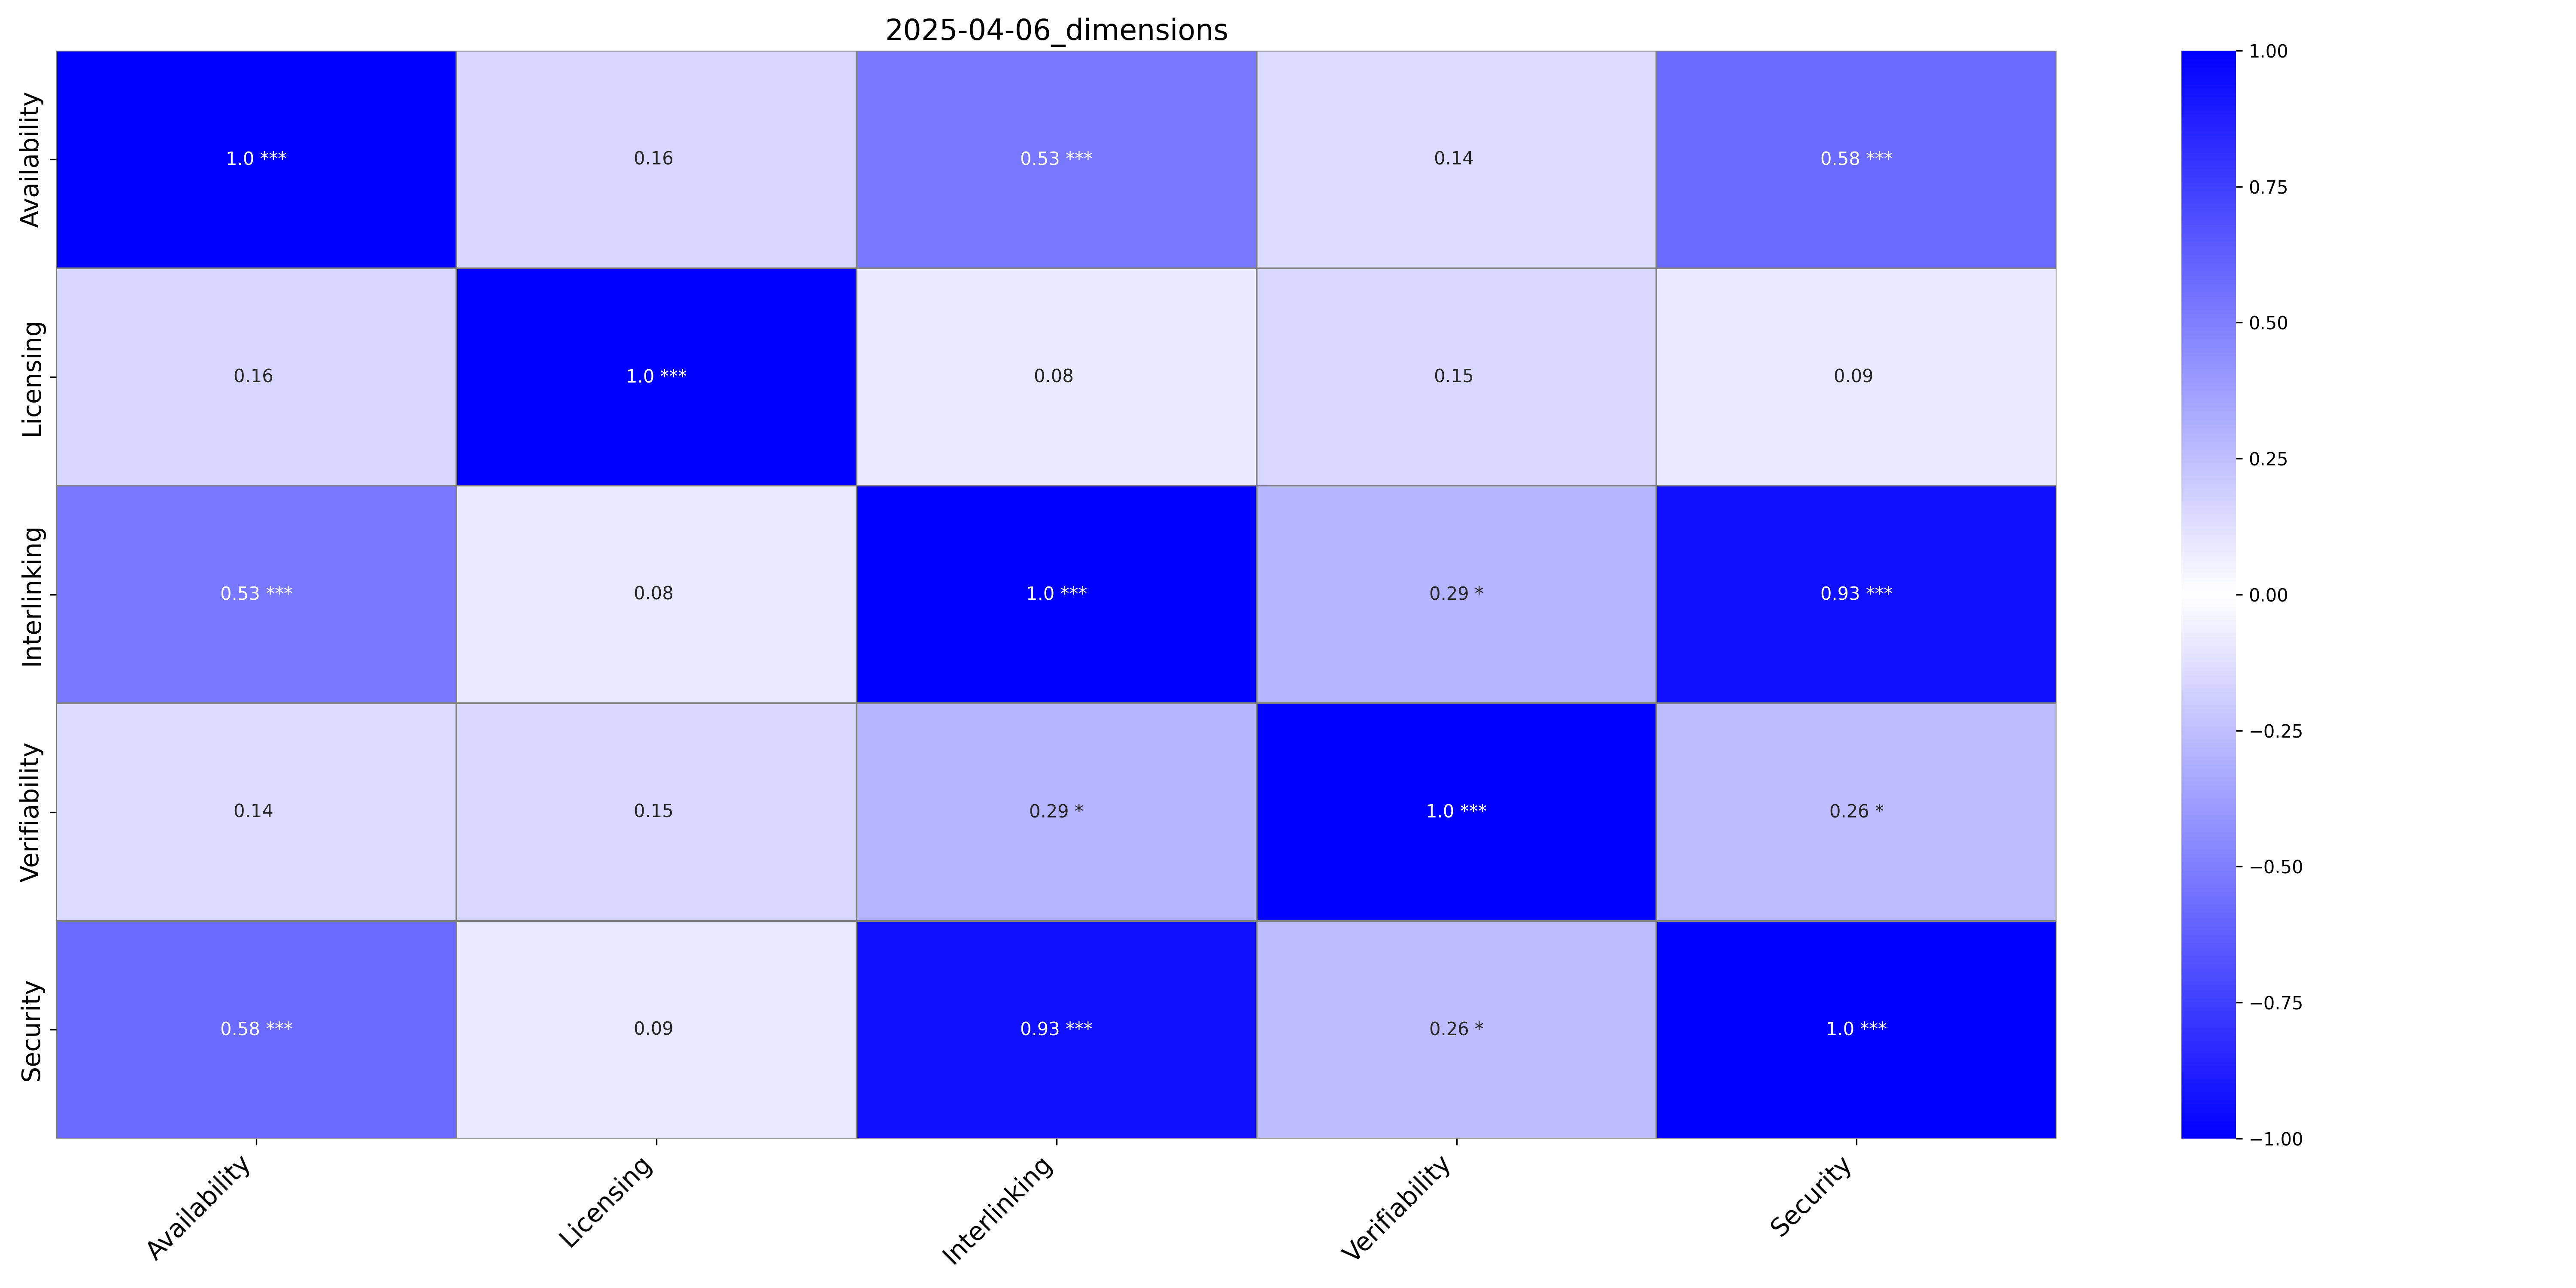 2025-04-06_dimensions
Availability 1.0 *** 0.16 0.53 *** 0.14 0.58 ***
Licensing 0.16 1.0 *** 0.08 0.15 0.09
Interlinking 0.53 *** 0.08 1.0 *** 0.29 * 0.93 ***
Verifiability 0.14 0.15 0.29 * 1.0 *** 0.26 *
Security 0.58 *** 0.09 0.93 *** 0.26 * 1.0 ***
Availability Licensing Interlinking Verifiability Security
1.00
0.75
0.50
0.25
0.00
−0.25
−0.50
−0.75
−1.00